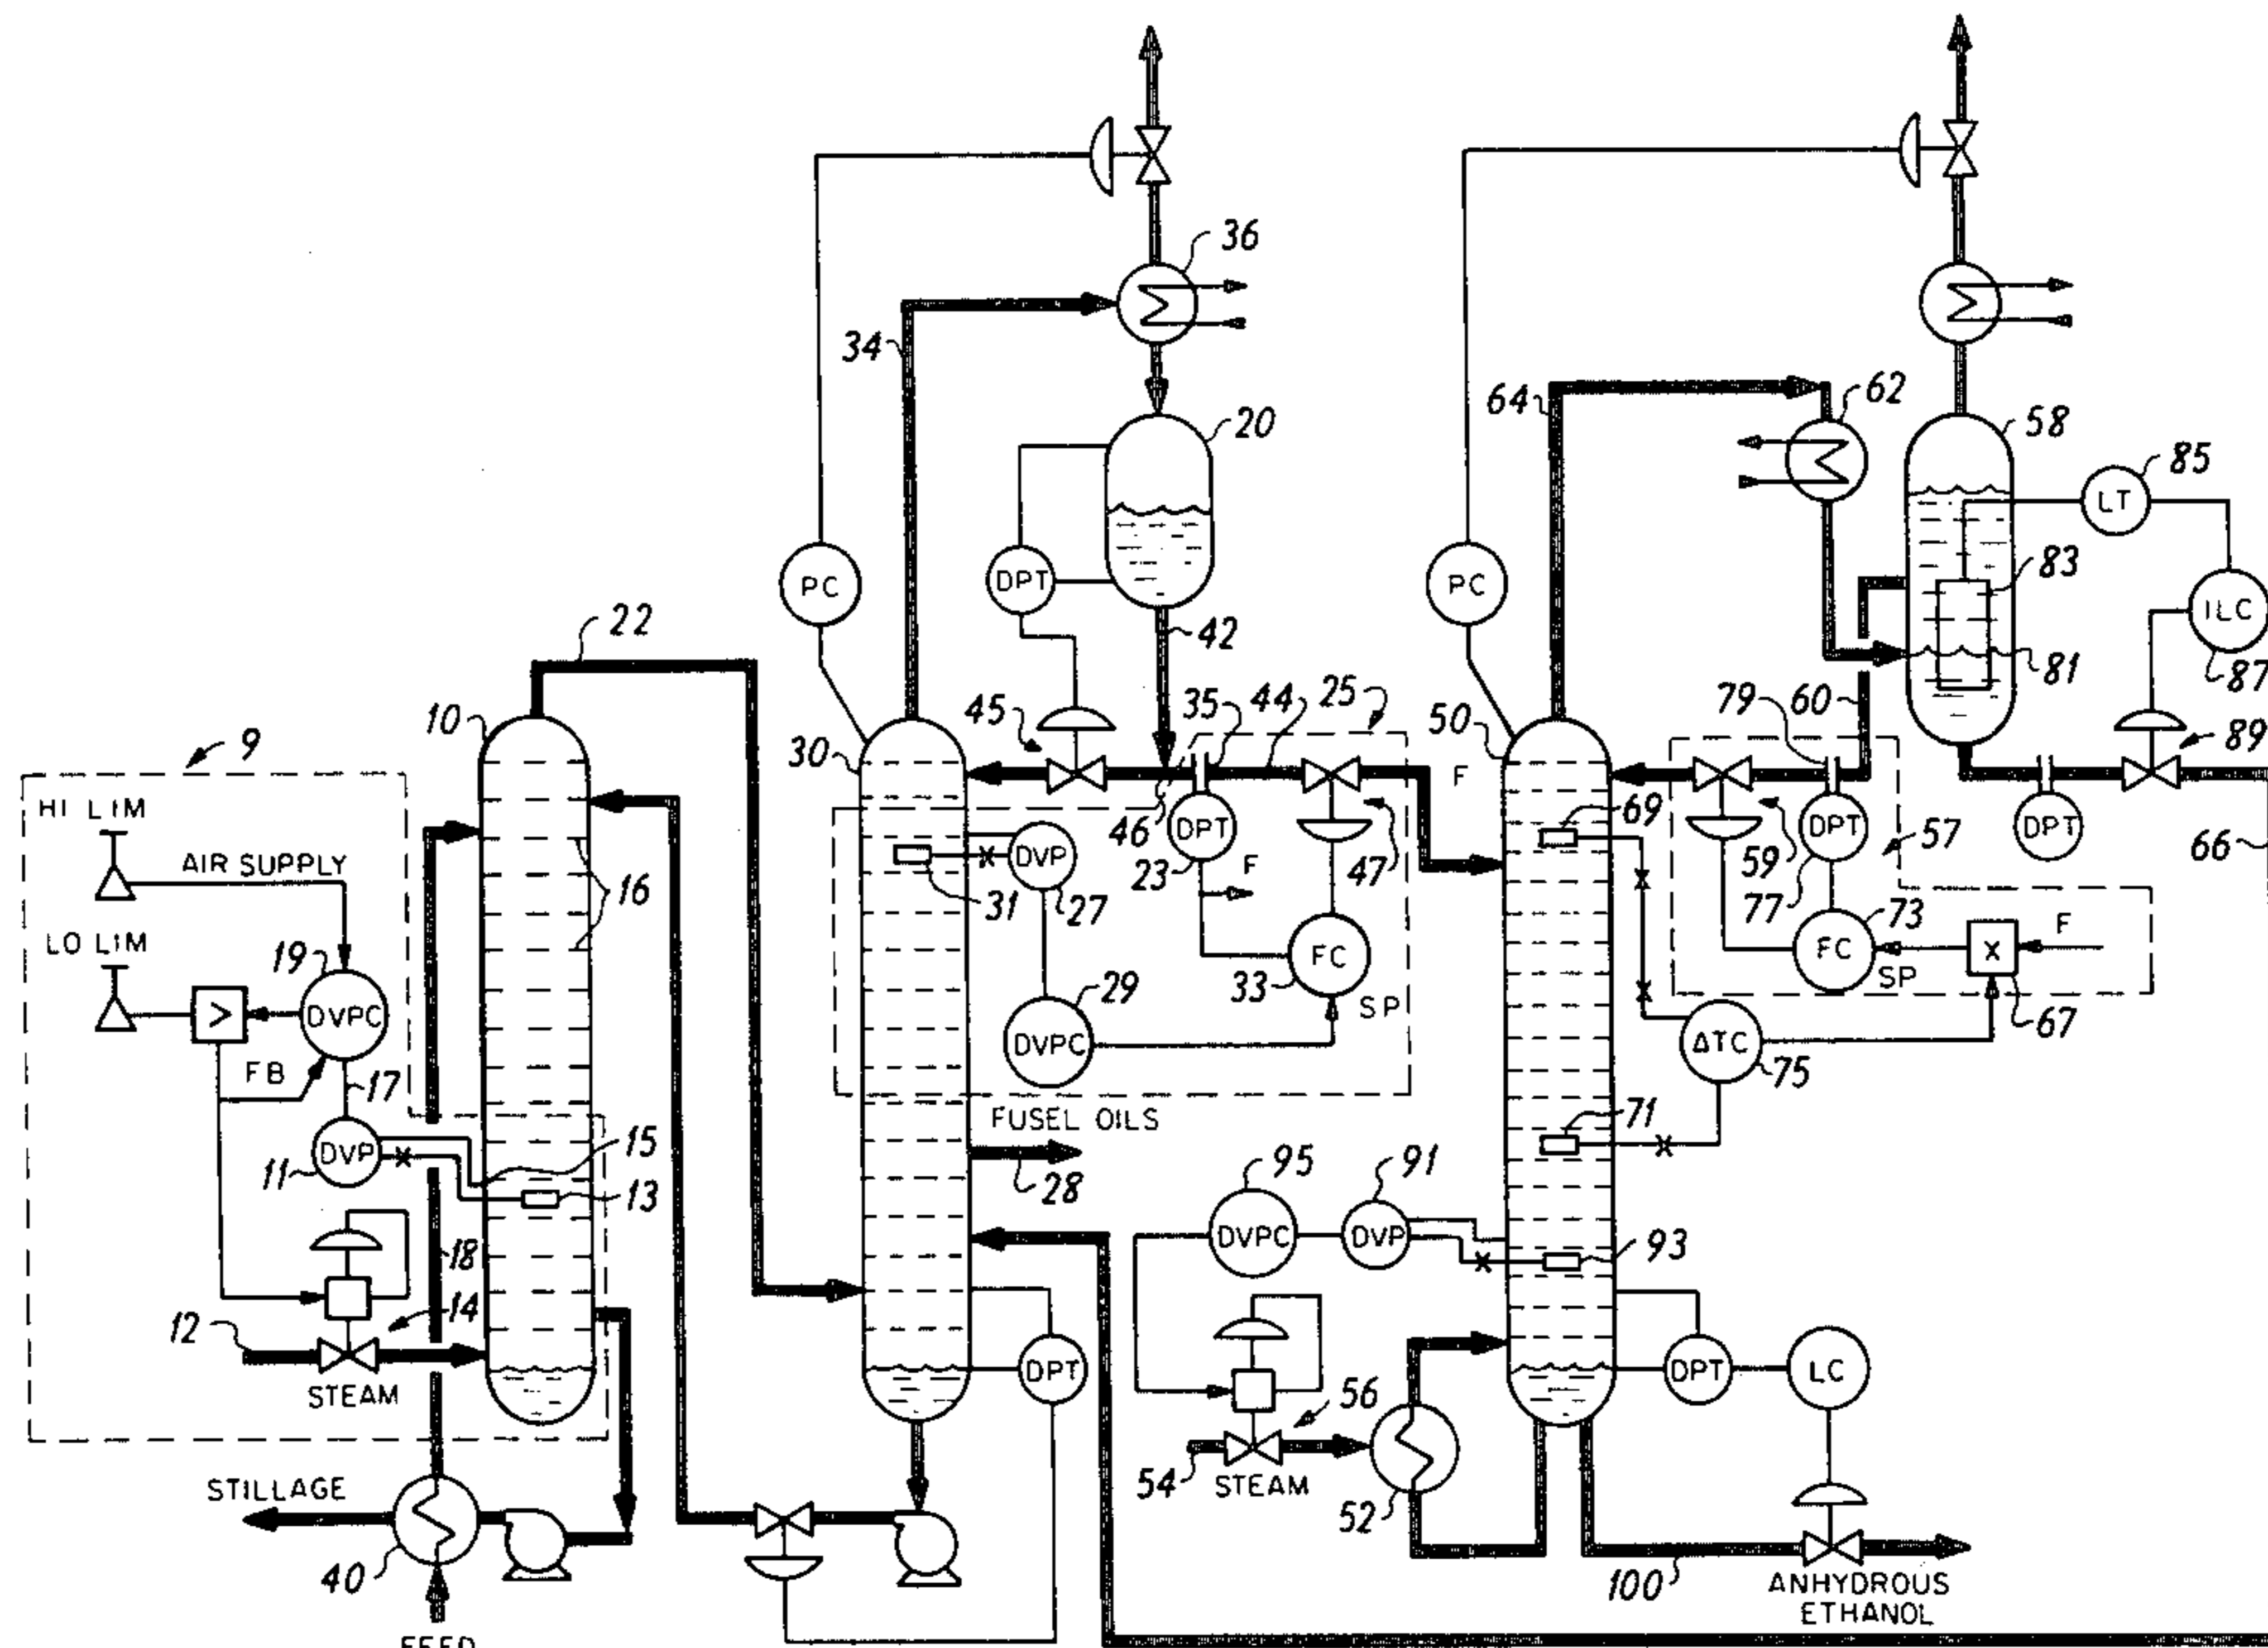 36
34
20
62
64
58
85
LT
83
PC
DPT
PC
ILC
42
22
81
87
79
60
10
45
35
44
25
50
89
9
30
F
HI LIM
46
DPT
69
DPT
57
DPT
AIR SUPPLY
DVP
23
F
47
59
66
16
31
27
77
73
F
LO LIM
19
29
33
FC
FC
X
SP
SP
DVPC
>
DVPC
ΔTC
67
FB
17
75
FUSEL OILS
71
15
DVP
11
13
28
95
91
18
DVPC
DVP
93
14
12
DPT
DPT
LC
STEAM
56
54
STEAM
STILLAGE
52
40
100
ANHYDROUS
ETHANOL